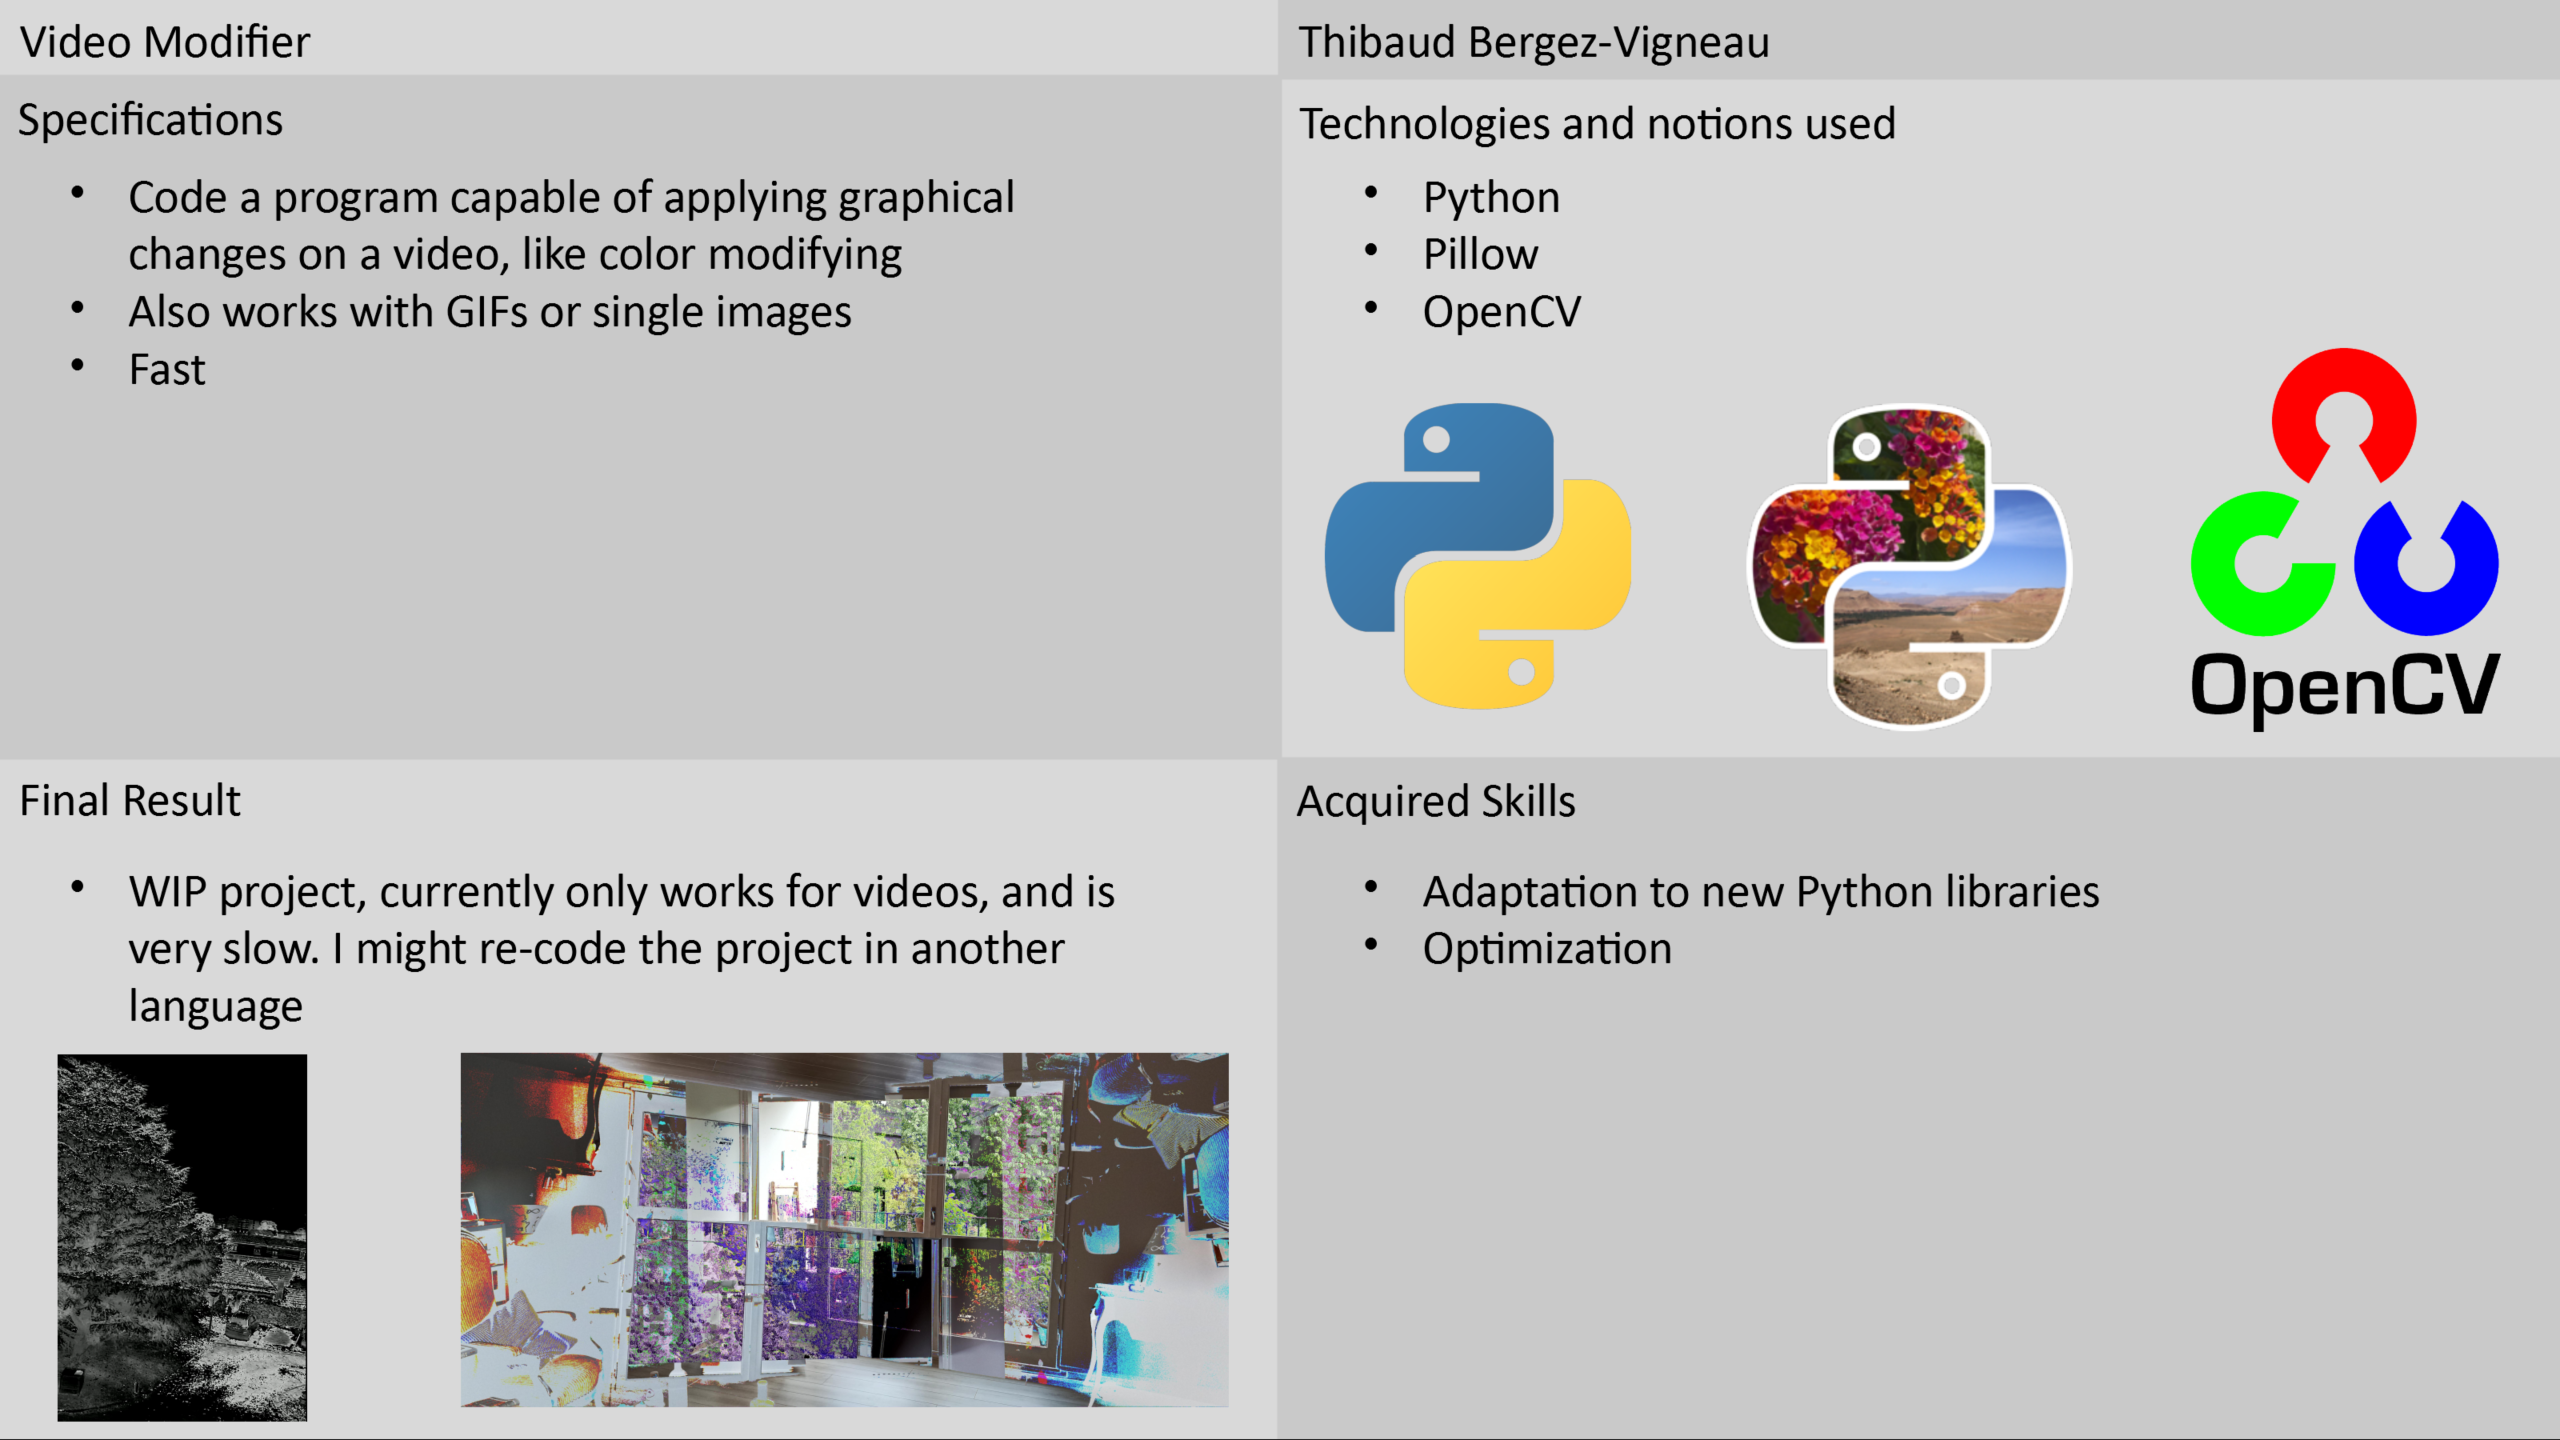 Video Modifier
Thibaud Bergez-Vigneau
Specifications
• Code a program capable of applying graphical
changes on a video, like color modifying
• Also works with GIFs or single images
• Fast
Technologies and notions used
• Python
• Pillow
• OpenCV
OpenCV
Final Result
• WIP project, currently only works for videos, and is
very slow. I might re-code the project in another
language
Acquired Skills
• Adaptation to new Python libraries
• Optimization